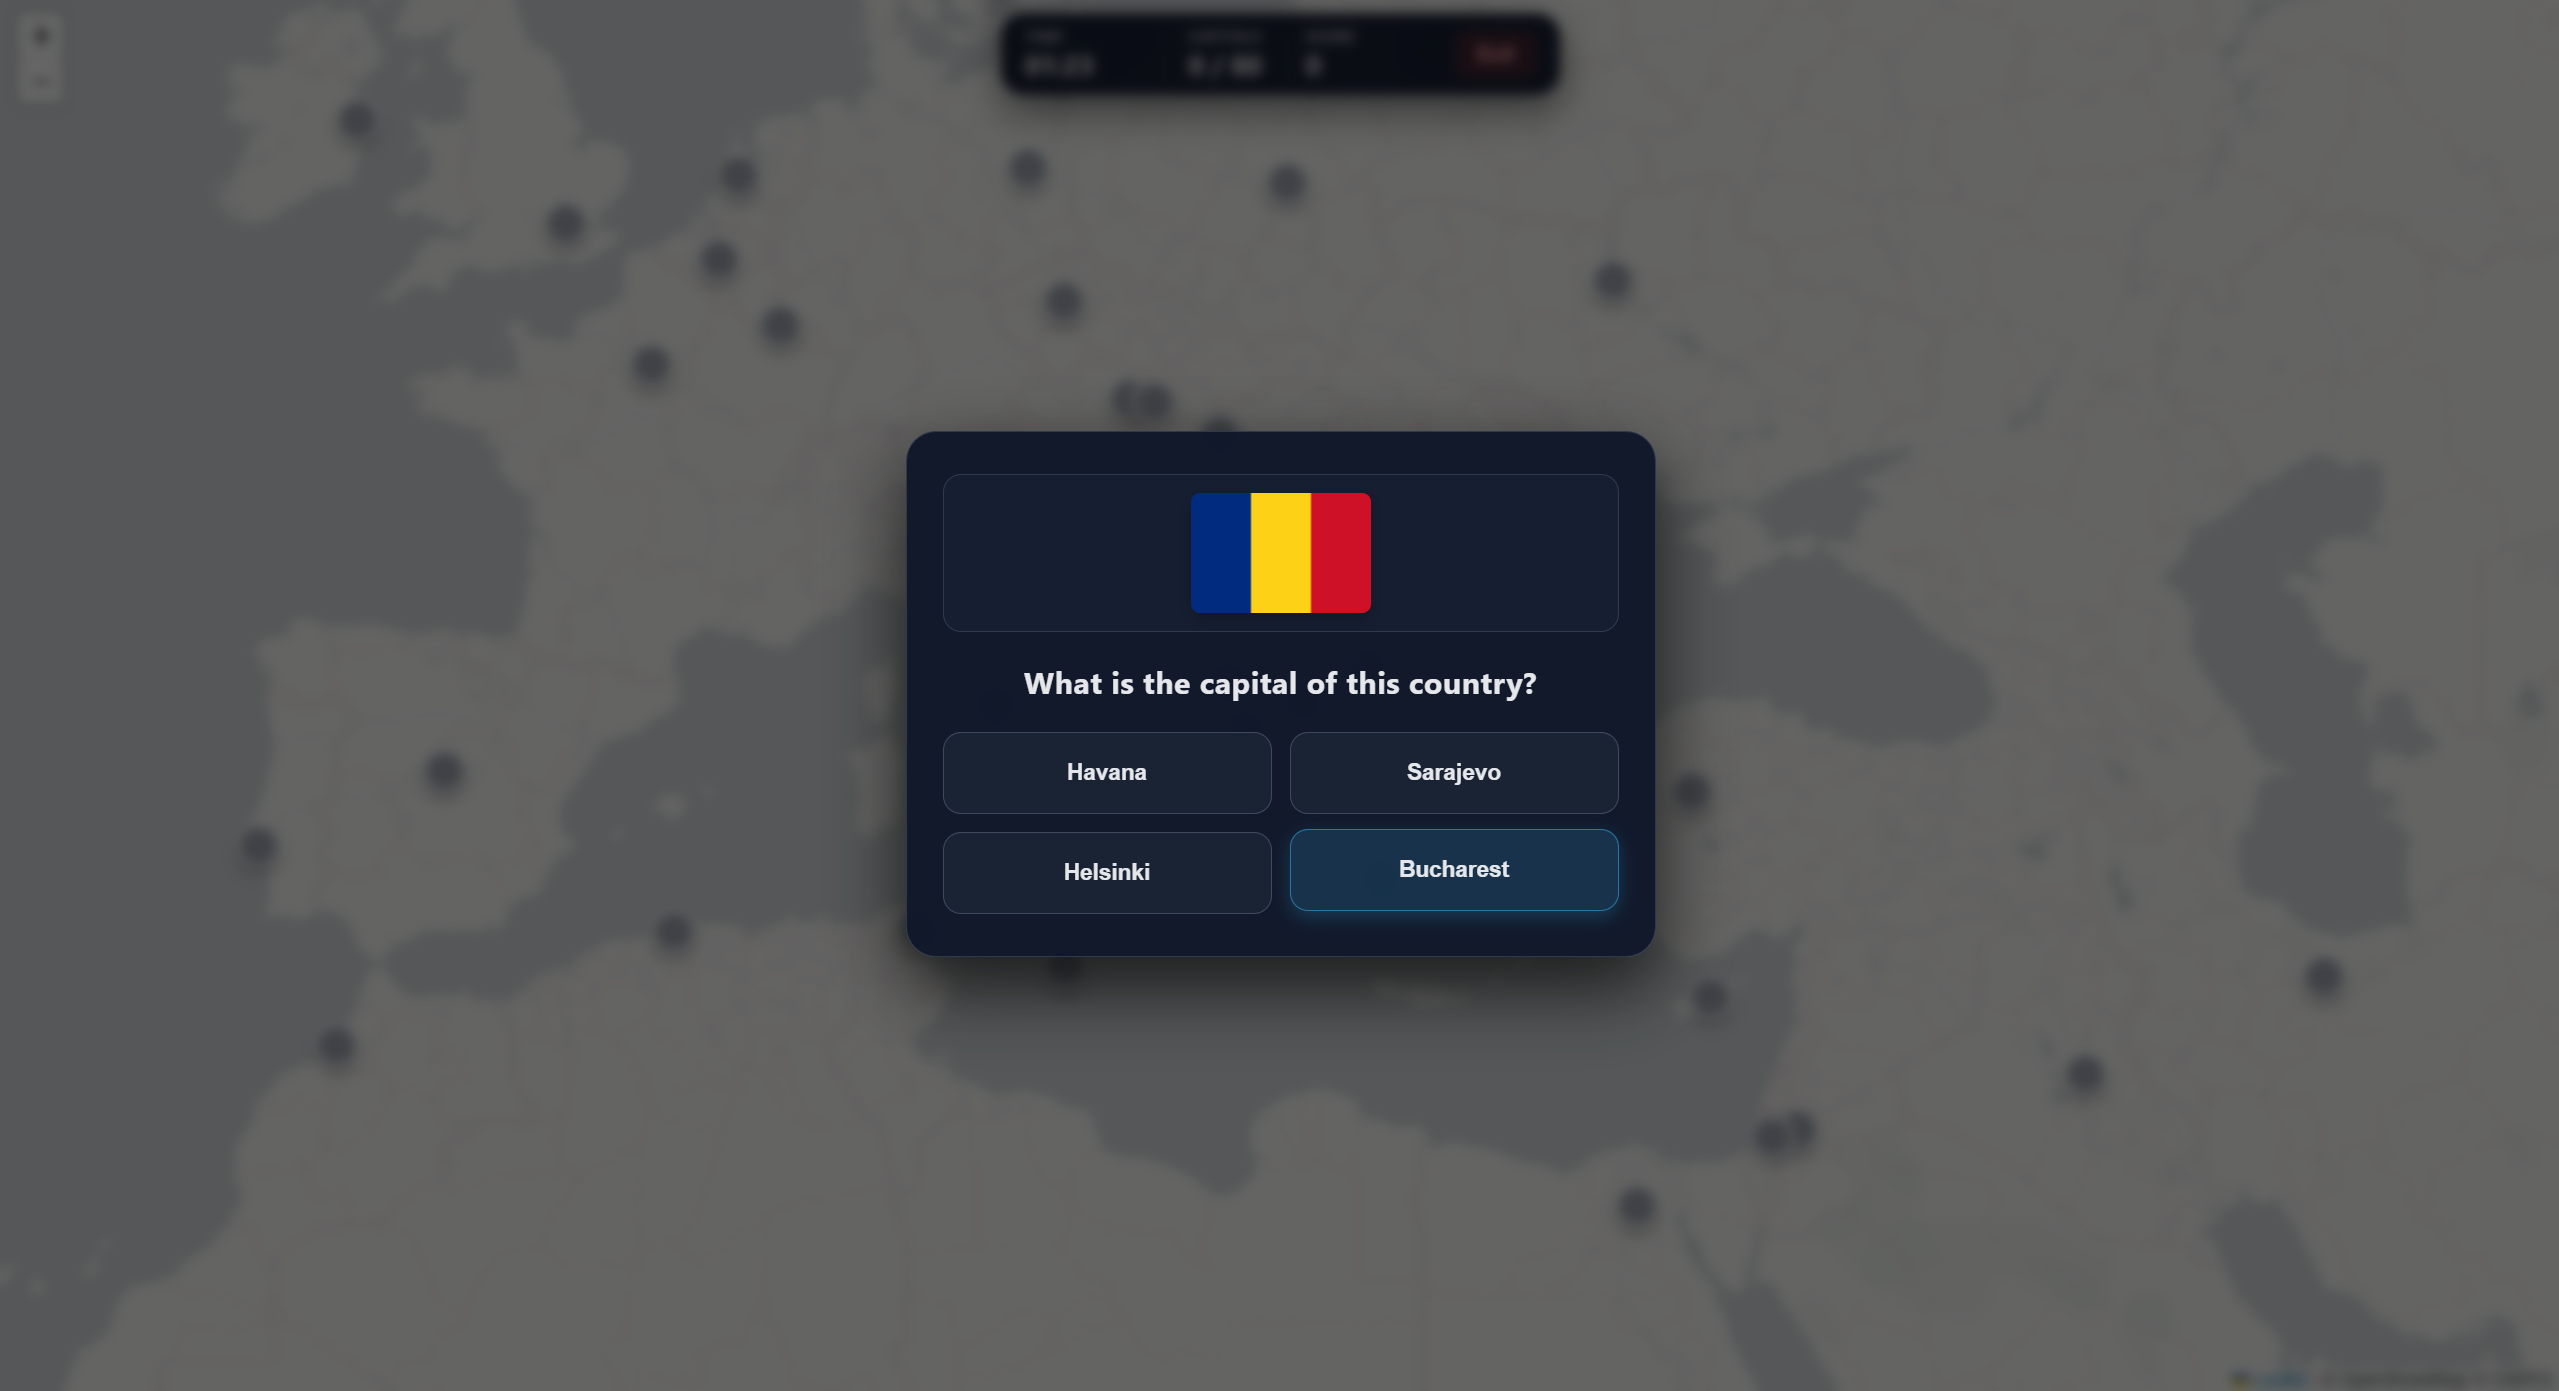 What is the capital of this country?
Havana
Sarajevo
Helsinki
Bucharest